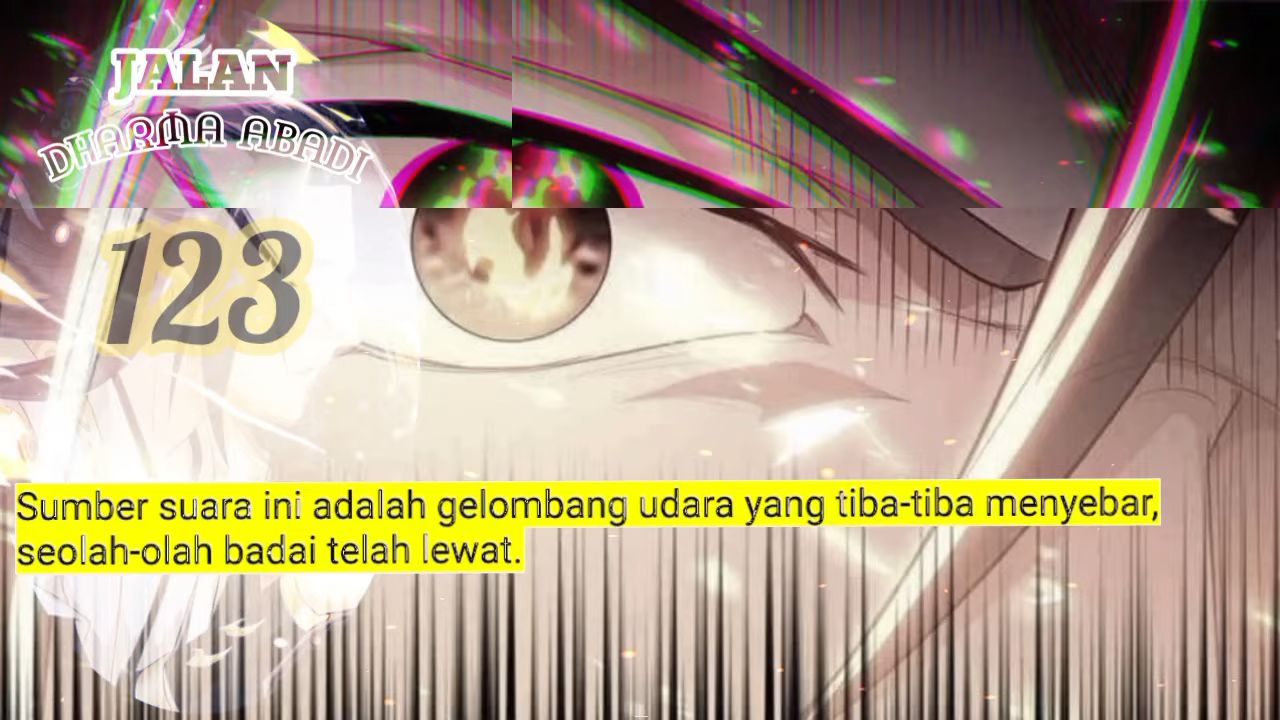 JALAN
DHARMA ABADI
123
Sumber suara ini adalah gelombang udara yang tiba-tiba menyebar,
seolah-olah badai telah lewat.